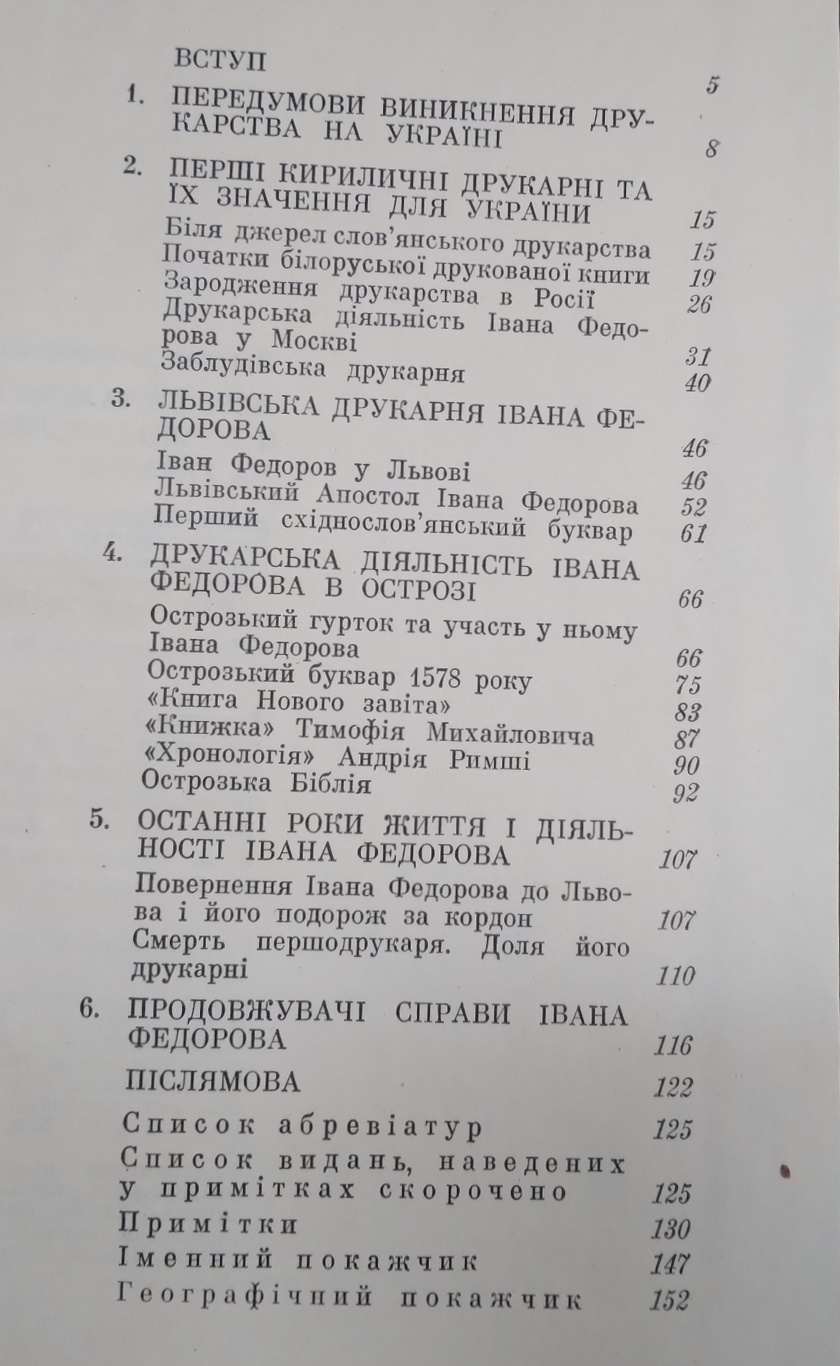 ВСТУП 5
1. ПЕРЕДУМОВИ ВИНИКНЕННЯ ДРУ-
КАРСТВА НА УКРАЇНІ 8
2. ПЕРШІ КИРИЛИЧНІ ДРУКАРНІ ТА
ЇХ ЗНАЧЕННЯ ДЛЯ УКРАЇНИ 15
Біля джерел слов’янського друкарства 15
Початки білоруської друкованої книги 19
Зародження друкарства в Росії 26
Друкарська діяльність Івана Федо-
рова у Москві 31
Заблудівська друкарня 40
3. ЛЬВІВСЬКА ДРУКАРНЯ ІВАНА ФЕ-
ДОРОВА 46
Іван Федоров у Львові 46
Львівський Апостол Івана Федорова 52
Перший східнослов’янський буквар 61
4. ДРУКАРСЬКА ДІЯЛЬНІСТЬ ІВАНА
ФЕДОРОВА В ОСТРОЗІ 66
Острозький гурток та участь у ньому
Івана Федорова 66
Острозький буквар 1578 року 75
«Книга Нового завіта» 83
«Книжка» Тимофія Михайловича 87
«Хронологія» Андрія Римші 90
Острозька Біблія 92
5. ОСТАННІ РОКИ ЖИТТЯ І ДІЯЛЬ-
НОСТІ ІВАНА ФЕДОРОВА 107
Повернення Івана Федорова до Льво-
ва і його подорож за кордон 107
Смерть першодрукаря. Доля його
друкарні 110
6. ПРОДОВЖУВАЧІ СПРАВИ ІВАНА
ФЕДОРОВА 116
ПІСЛЯМОВА 122
Список абревіатур 125
Список видань, наведених
у примітках скорочено 125
Примітки 130
Іменний покажчик 147
Географічний покажчик 152